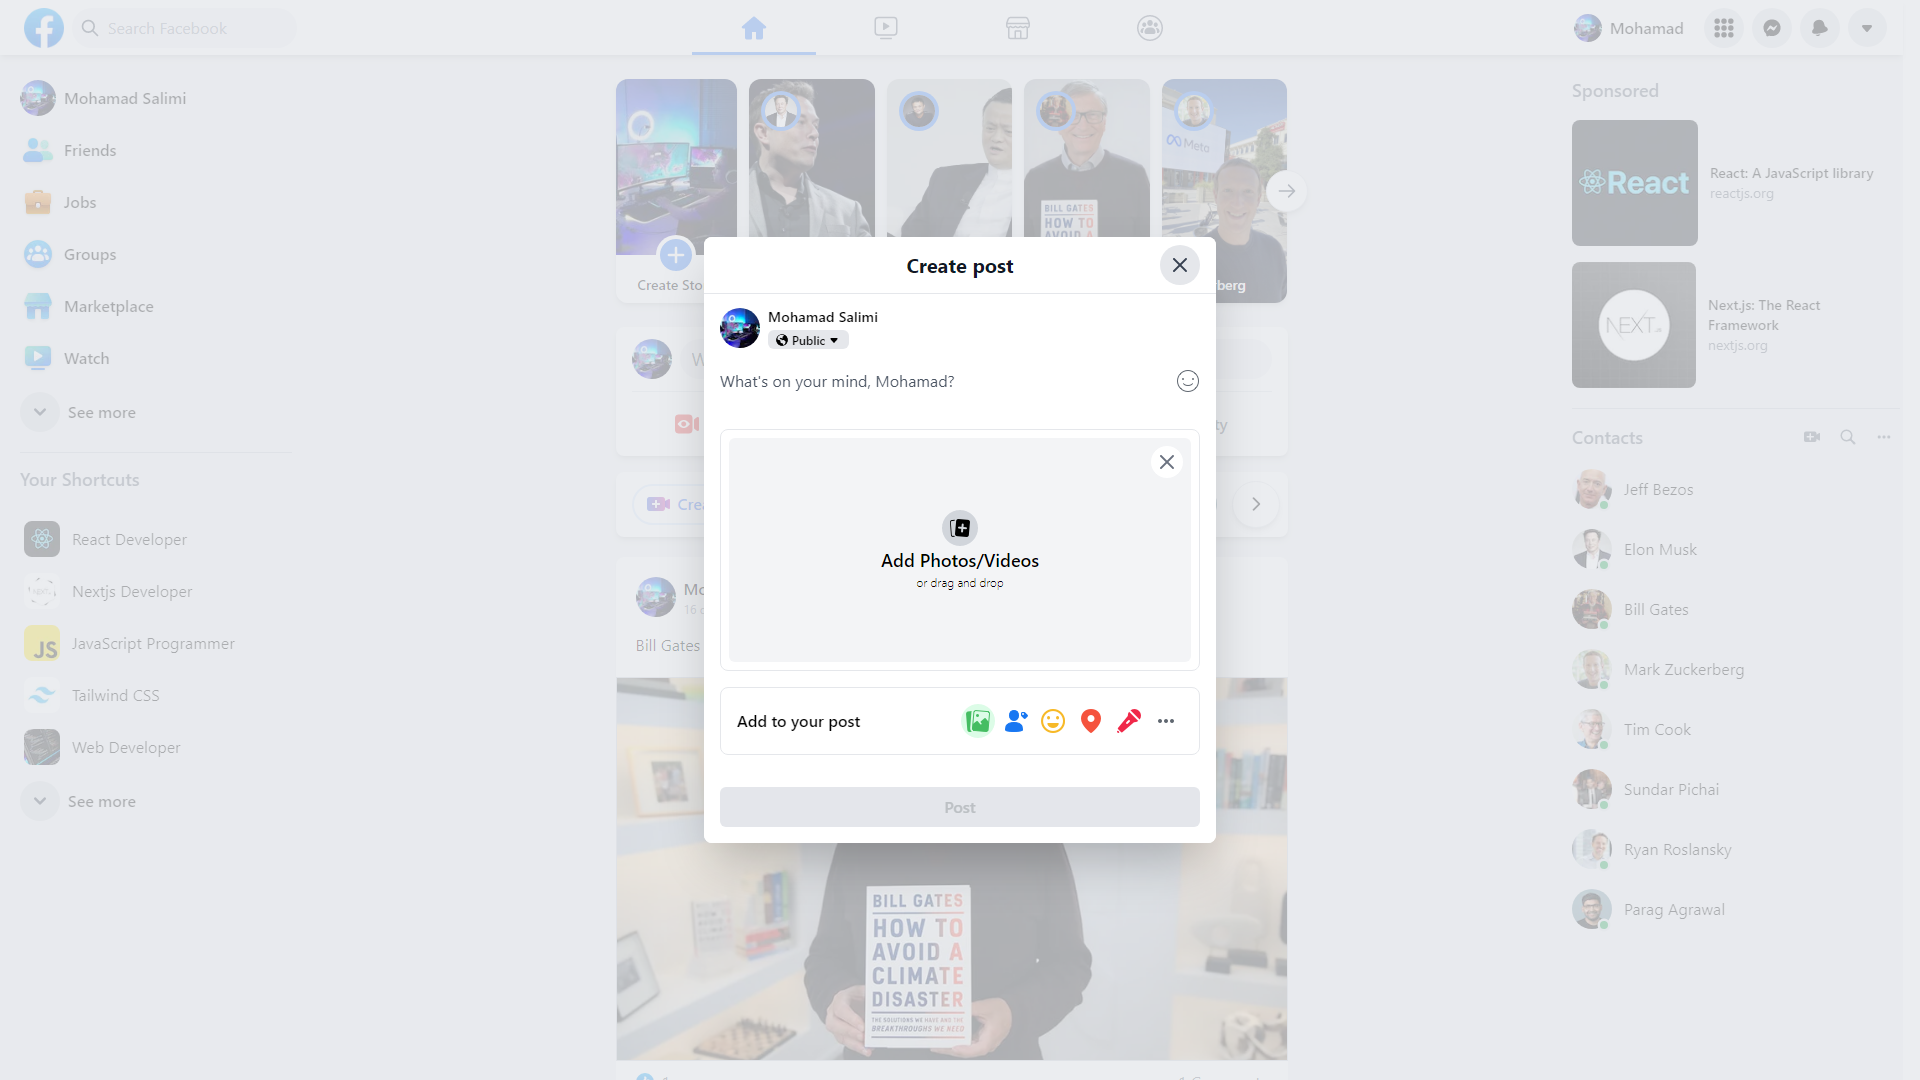 Search Facebook
Mohamad
Mohamad Salimi
Friends
Jobs
Groups
Marketplace
Watch
See more
Your Shortcuts
React Developer
Nextjs Developer
JS
JavaScript Programmer
Tailwind CSS
Web Developer
See more
Meta
BILL GATES
HOW TO
AVOID A
Create Sto
berg
Create post
Mohamad Salimi
Public
What's on your mind, Mohamad?
Add Photos/Videos
or drag and drop
Add to your post
Post
W
ty
Crea
Mo
16
Bill Gates
BILL GATES
HOW TO
AVOID A
CLIMATE
DISASTER
THE SOLUTIONS WE HAVE AND THE
BREAKTHROUGHS WE NEED
Sponsored
React
React: A JavaScript library
reactjs.org
NEXT
Next.js: The React
Framework
nextjs.org
Contacts
Jeff Bezos
Elon Musk
Bill Gates
Mark Zuckerberg
Tim Cook
Sundar Pichai
Ryan Roslansky
Parag Agrawal